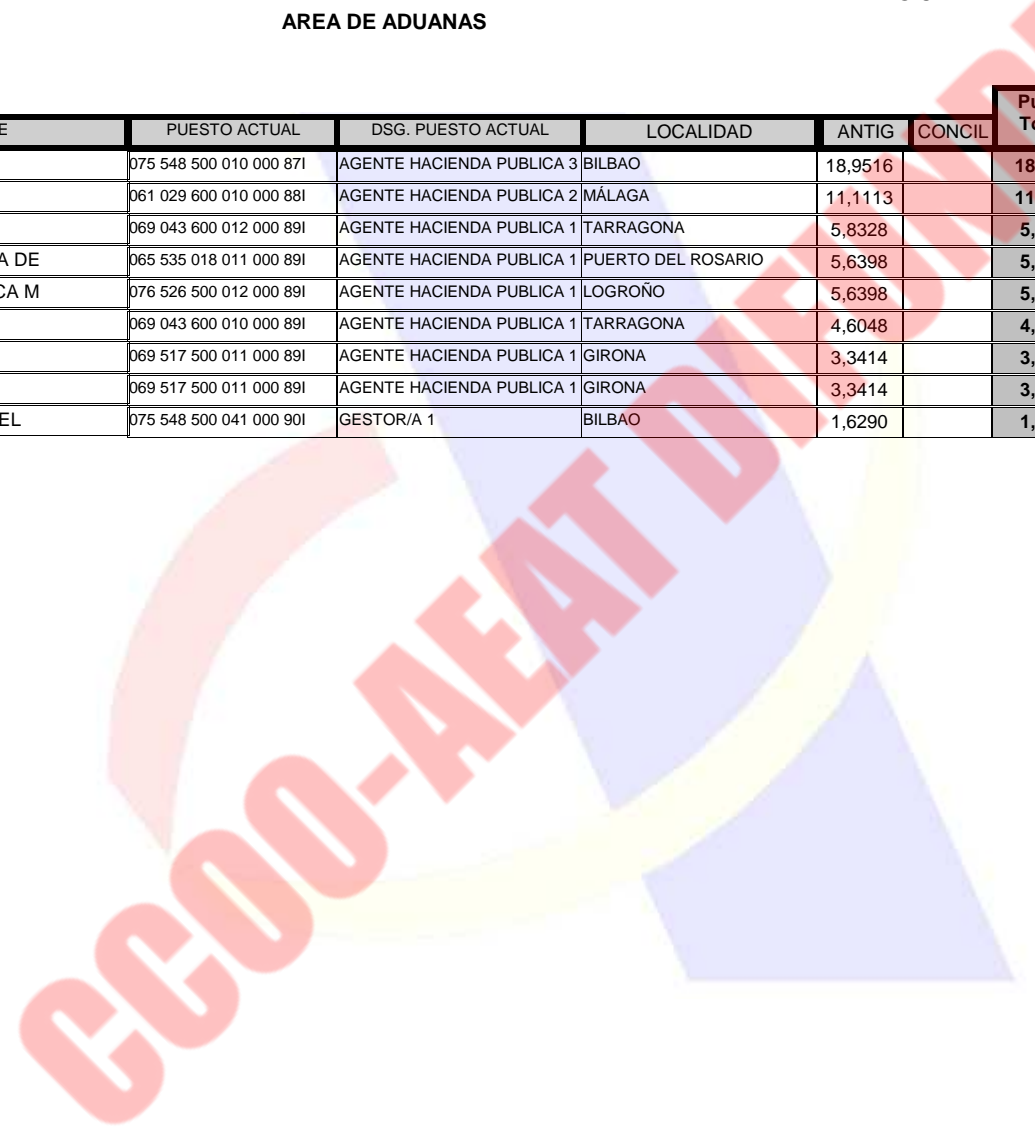 AREA DE ADUANAS
E PUESTO ACTUAL DSG. PUESTO ACTUAL LOCALIDAD ANTIG CONCIL
075 548 500 010 000 87I AGENTE HACIENDA PUBLICA 3 BILBAO 18,9516 18
061 029 600 010 000 88I AGENTE HACIENDA PUBLICA 2 MÁLAGA 11,1113 11
069 043 600 012 000 89I AGENTE HACIENDA PUBLICA 1 TARRAGONA 5,8328 5,
A DE 065 535 018 011 000 89I AGENTE HACIENDA PUBLICA 1 PUERTO DEL ROSARIO 5,6398 5,
CA M 076 526 500 012 000 89I AGENTE HACIENDA PUBLICA 1 LOGROÑO 5,6398 5,
069 043 600 010 000 89I AGENTE HACIENDA PUBLICA 1 TARRAGONA 4,6048 4,
069 517 500 011 000 89I AGENTE HACIENDA PUBLICA 1 GIRONA 3,3414 3,
069 517 500 011 000 89I AGENTE HACIENDA PUBLICA 1 GIRONA 3,3414 3,
EL 075 548 500 041 000 90I GESTOR/A 1 BILBAO 1,6290 1,
CCOO-AEAT